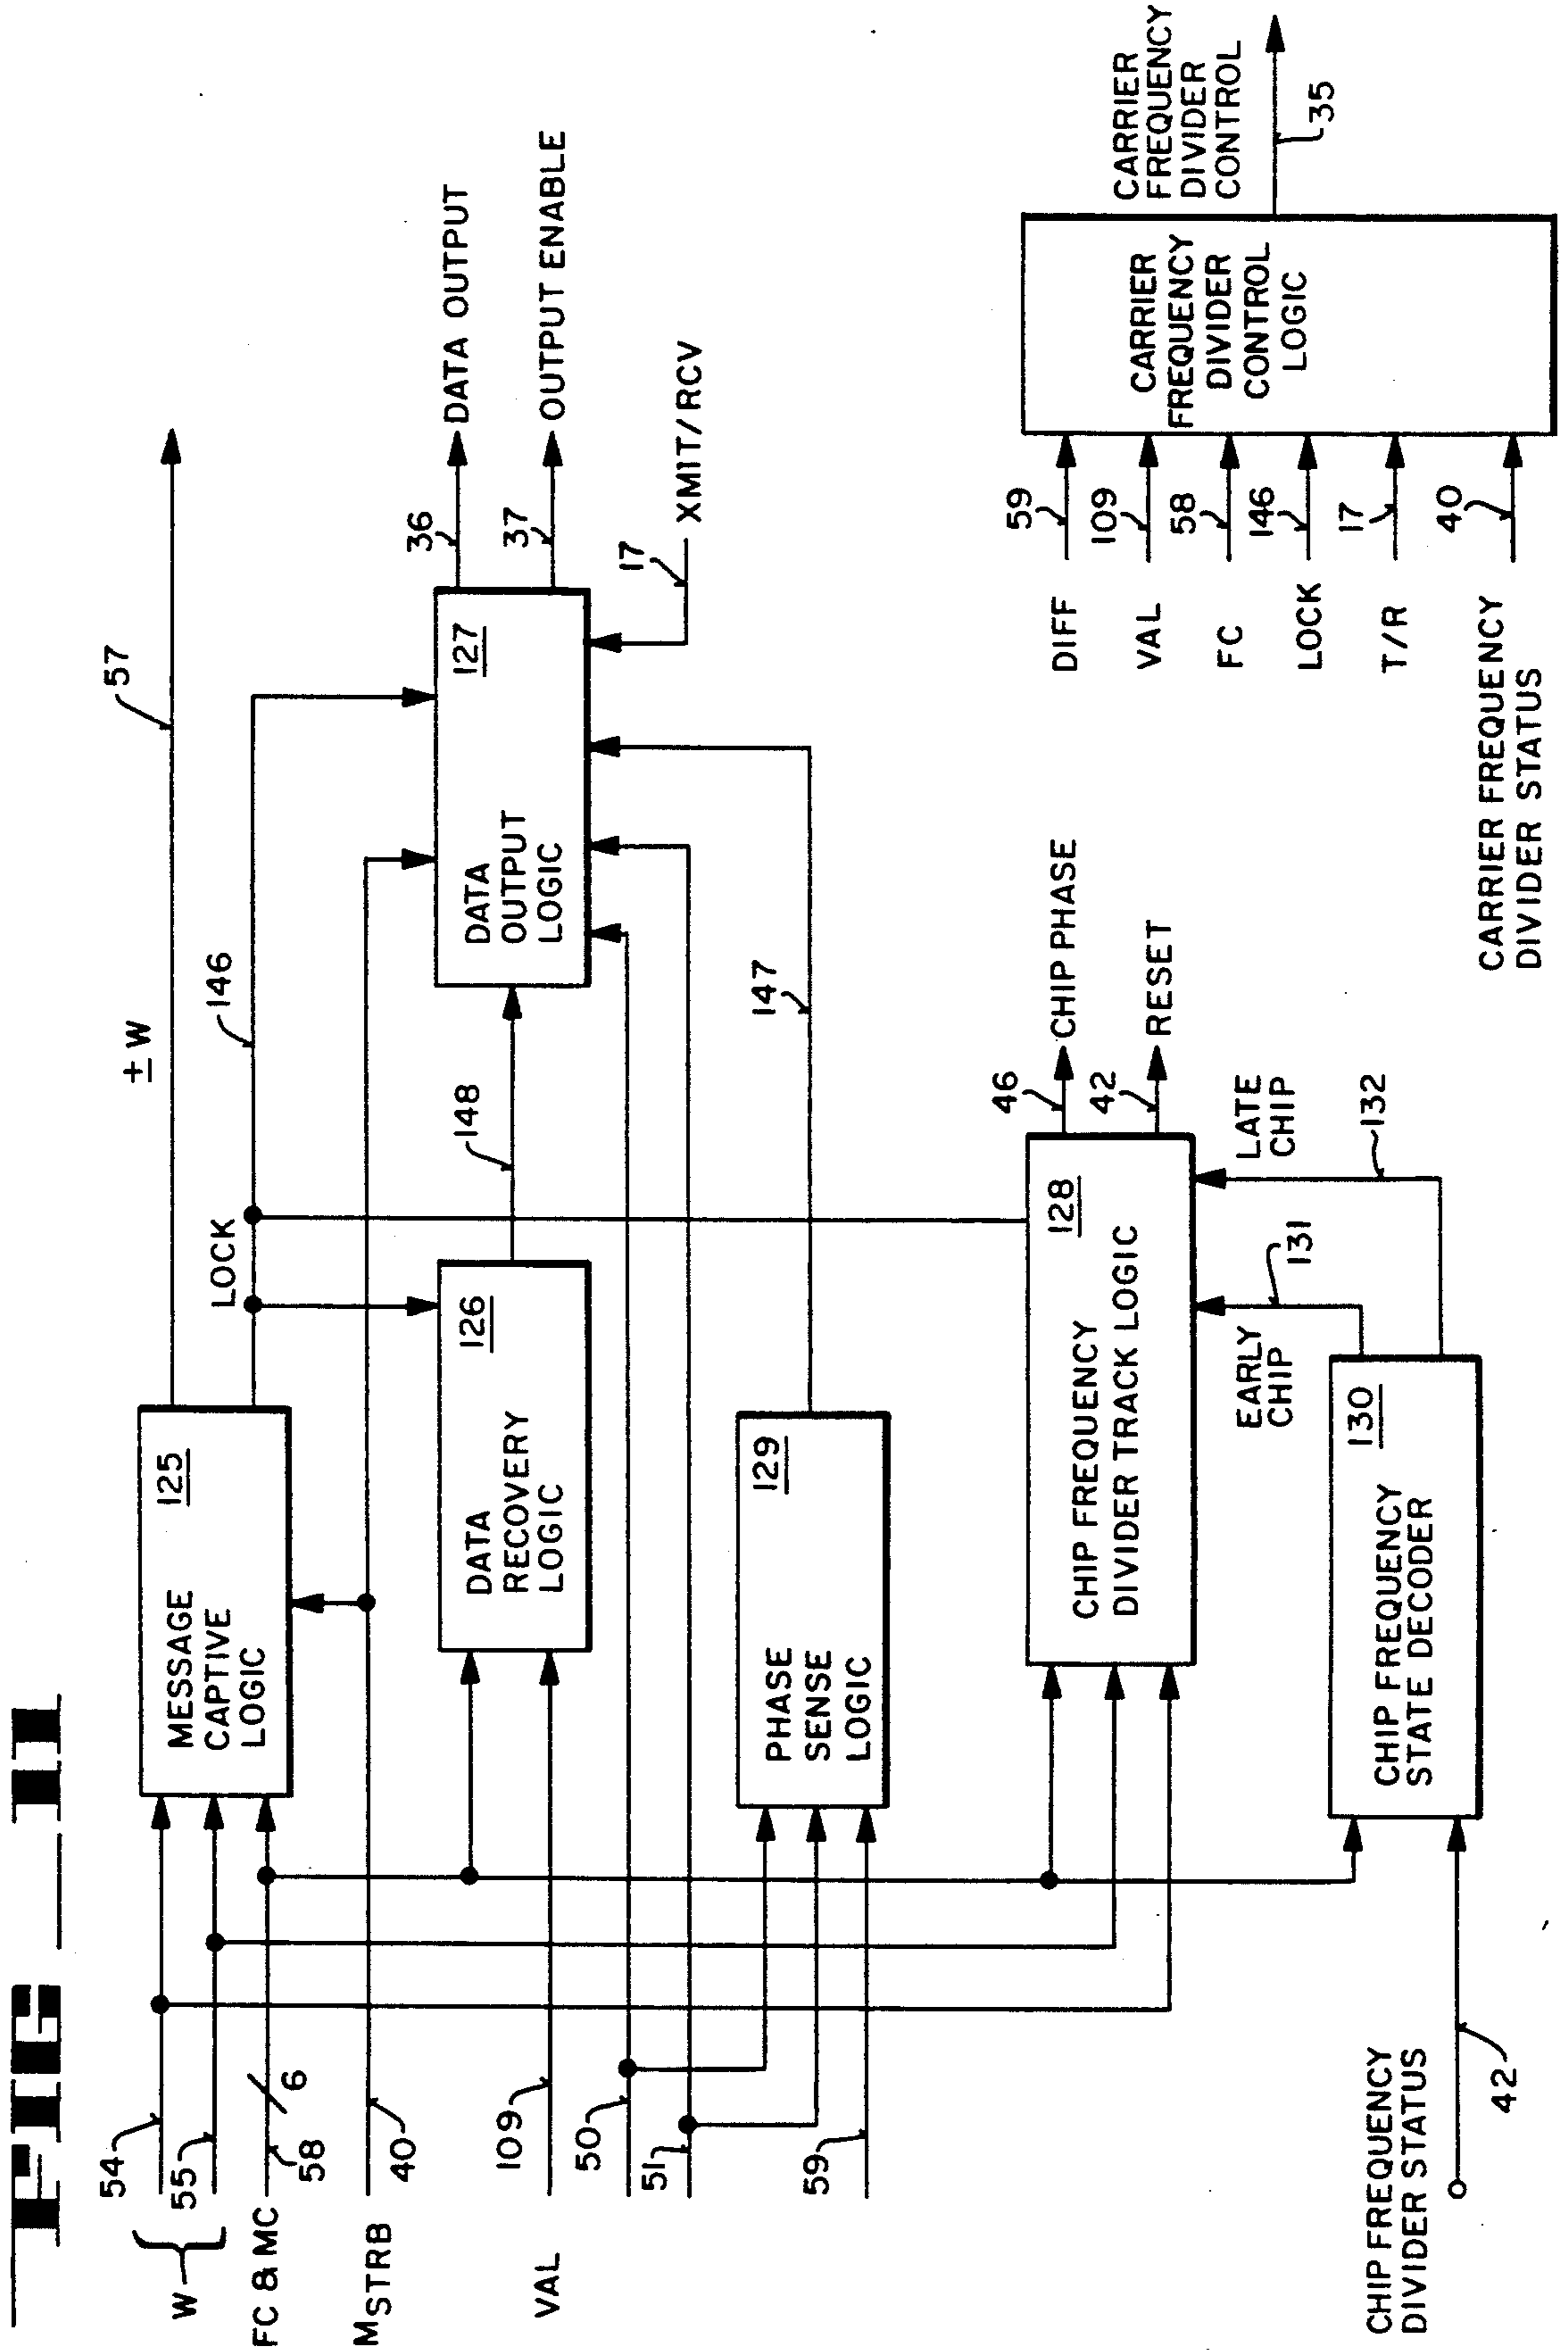 FIG 11
W
54
55
FC & MC
58
6
MSTRB
40
VAL
109
50
51
59
CHIP FREQUENCY
DIVIDER STATUS
42
MESSAGE
CAPTIVE
LOGIC
125
± W
57
LOCK
146
DATA
RECOVERY
LOGIC
126
148
DATA
OUTPUT
LOGIC
127
36
DATA OUTPUT
37
OUTPUT ENABLE
17
XMIT/RCV
PHASE
SENSE
LOGIC
129
147
CHIP FREQUENCY
DIVIDER TRACK LOGIC
128
46
CHIP PHASE
42
RESET
EARLY
CHIP
131
LATE
CHIP
132
CHIP FREQUENCY
STATE DECODER
130
DIFF
59
VAL
109
FC
58
LOCK
146
T/R
17
CARRIER FREQUENCY
DIVIDER STATUS
40
CARRIER
FREQUENCY
DIVIDER
CONTROL
LOGIC
CARRIER
FREQUENCY
DIVIDER
CONTROL
35